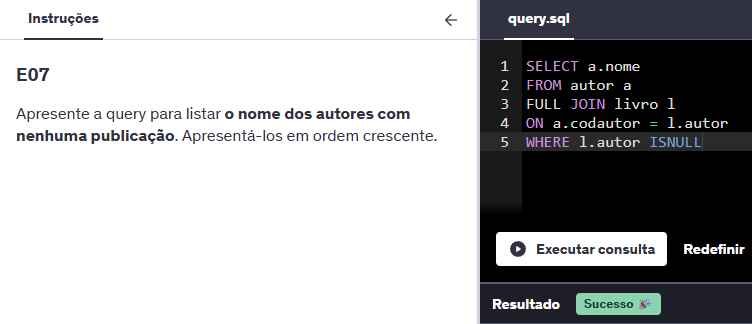 Instruções
←
E07
Apresente a query para listar o nome dos autores com
nenhuma publicação. Apresentá-los em ordem crescente.
query.sql
1 SELECT a.nome
2 FROM autor a
3 FULL JOIN livro l
4 ON a.codautor = l.autor
5 WHERE l.autor ISNULL
Executar consulta
Redefinir
Resultado
Sucesso 🎉